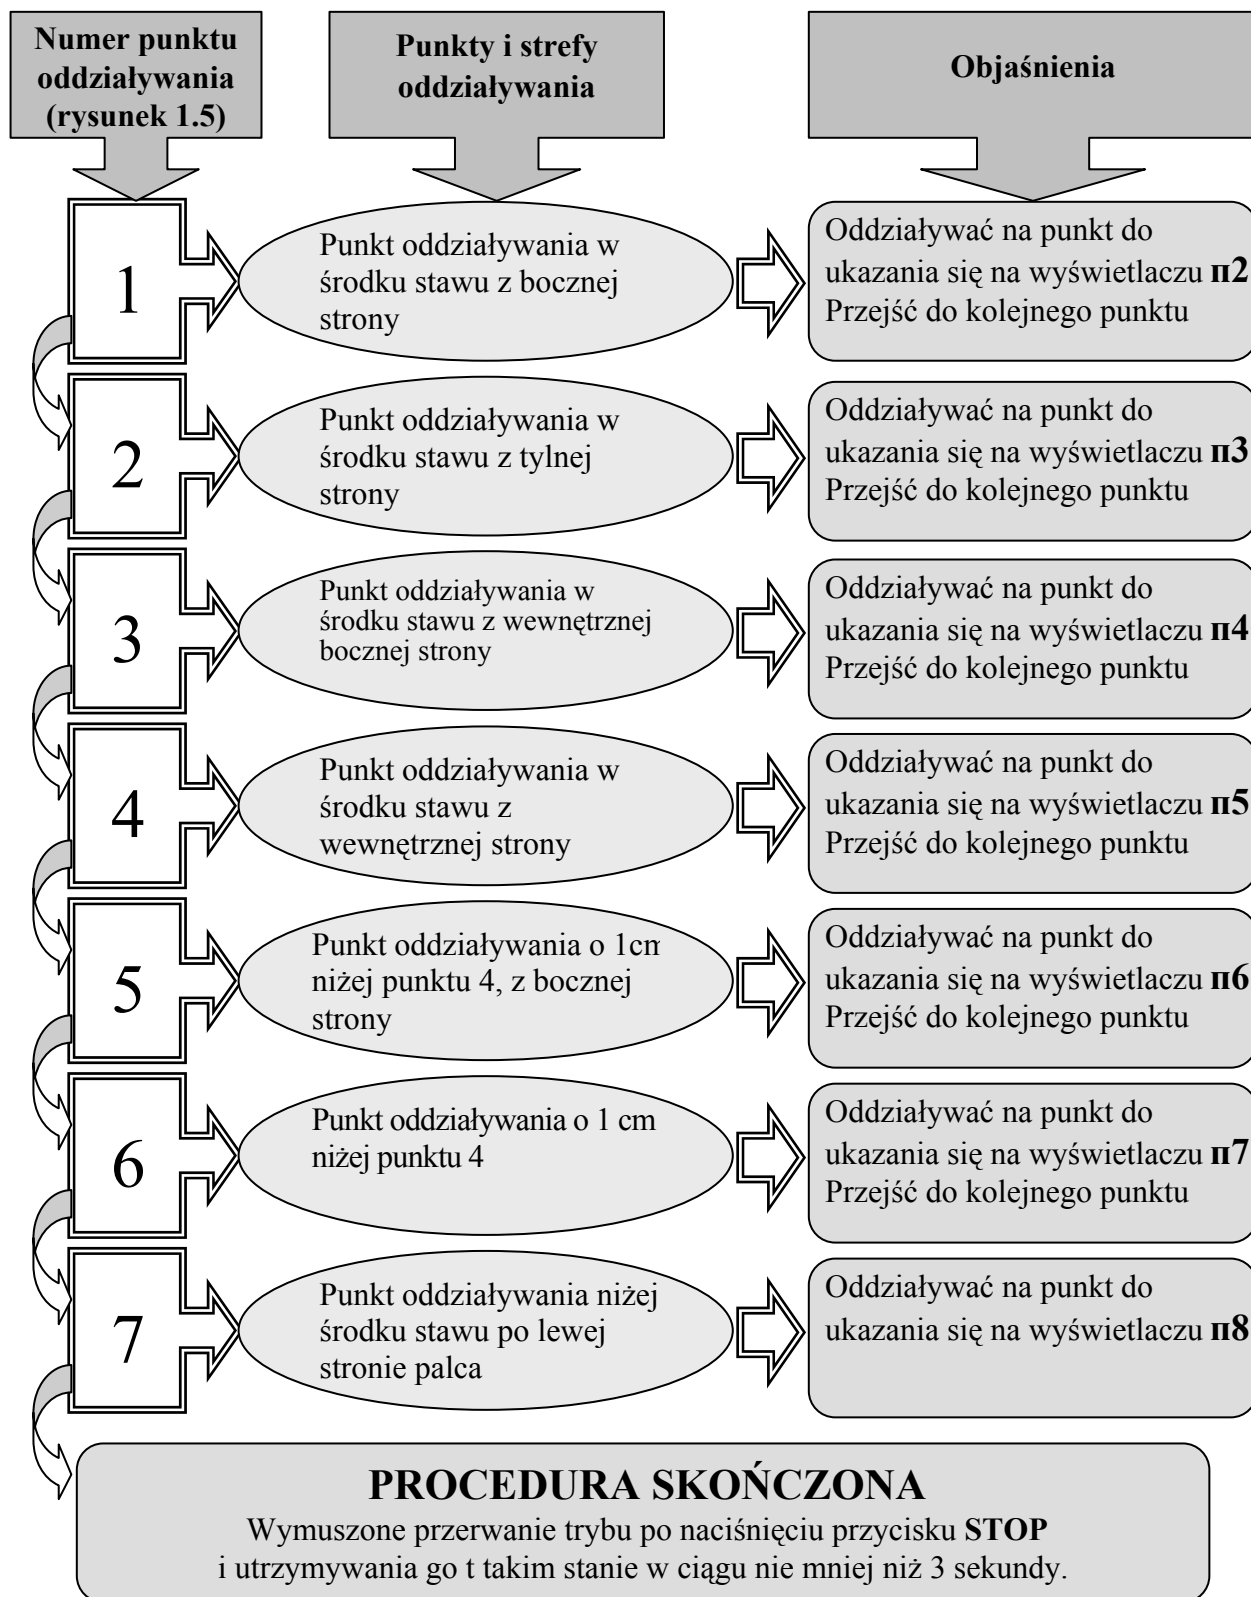 Numer punktu
oddziaływania
(rysunek 1.5)
Punkty i strefy
oddziaływania
Objaśnienia
1
Punkt oddziaływania w
środku stawu z bocznej
strony
Oddziaływać na punkt do
ukazania się na wyświetlaczu п2
Przejść do kolejnego punktu
2
Punkt oddziaływania w
środku stawu z tylnej
strony
Oddziaływać na punkt do
ukazania się na wyświetlaczu п3
Przejść do kolejnego punktu
3
Punkt oddziaływania w
środku stawu z wewnętrznej
bocznej strony
Oddziaływać na punkt do
ukazania się na wyświetlaczu п4
Przejść do kolejnego punktu
4
Punkt oddziaływania w
środku stawu z
wewnętrznej strony
Oddziaływać na punkt do
ukazania się na wyświetlaczu п5
Przejść do kolejnego punktu
5
Punkt oddziaływania o 1cm
niżej punktu 4, z bocznej
strony
Oddziaływać na punkt do
ukazania się na wyświetlaczu п6
Przejść do kolejnego punktu
6
Punkt oddziaływania o 1 cm
niżej punktu 4
Oddziaływać na punkt do
ukazania się na wyświetlaczu п7
Przejść do kolejnego punktu
7
Punkt oddziaływania niżej
środku stawu po lewej
stronie palca
Oddziaływać na punkt do
ukazania się na wyświetlaczu п8
PROCEDURA SKOŃCZONA
Wymuszone przerwanie trybu po naciśnięciu przycisku STOP
i utrzymywania go t takim stanie w ciągu nie mniej niż 3 sekundy.